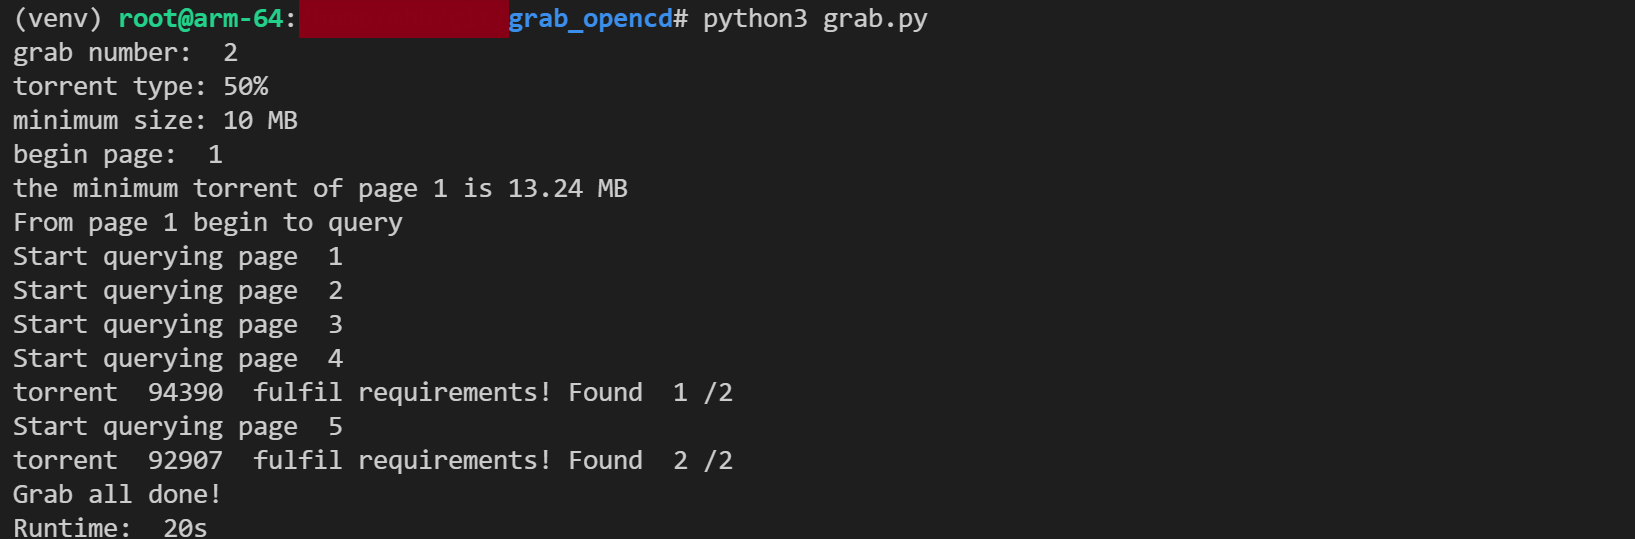 (venv) root@arm-64: grab_opencd# python3 grab.py
grab number:  2
torrent type: 50%
minimum size: 10 MB
begin page:  1
the minimum torrent of page 1 is 13.24 MB
From page 1 begin to query
Start querying page  1
Start querying page  2
Start querying page  3
Start querying page  4
torrent  94390  fulfil requirements! Found  1 /2
Start querying page  5
torrent  92907  fulfil requirements! Found  2 /2
Grab all done!
Runtime:  20s